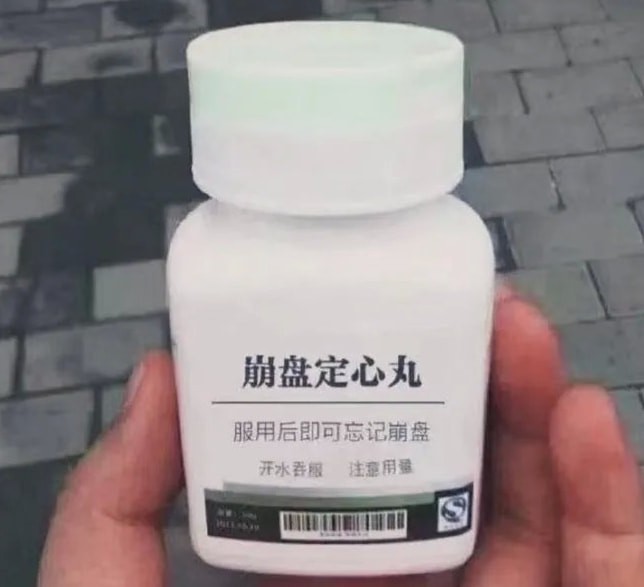 崩盘定心丸
服用后即可忘记崩盘
开水吞服 注意用量